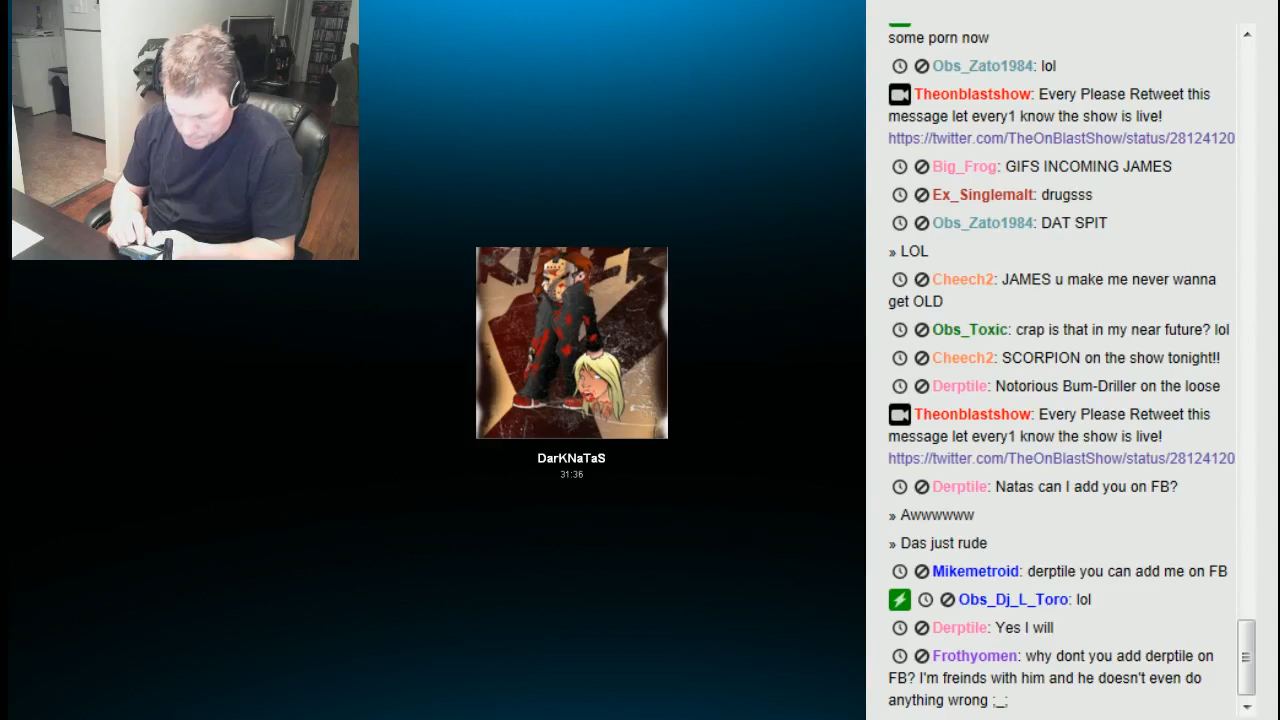 DarKNaTaS
31:36
some porn now
Obs_Zato1984: lol
Theonblastshow: Every Please Retweet this
message let every1 know the show is live!
https://twitter.com/TheOnBlastShow/status/28124120
Big_Frog: GIFS INCOMING JAMES
Ex_Singlemalt: drugsss
Obs_Zato1984: DAT SPIT
» LOL
Cheech2: JAMES u make me never wanna
get OLD
Obs_Toxic: crap is that in my near future? lol
Cheech2: SCORPION on the show tonight!!
Derptile: Notorious Bum-Driller on the loose
Theonblastshow: Every Please Retweet this
message let every1 know the show is live!
https://twitter.com/TheOnBlastShow/status/28124120
Derptile: Natas can I add you on FB?
» Awwwwww
» Das just rude
Mikemetroid: derptile you can add me on FB
Obs_Dj_L_Toro: lol
Derptile: Yes I will
Frothyomen: why dont you add derptile on
FB? I'm freinds with him and he doesn't even do
anything wrong ;_;